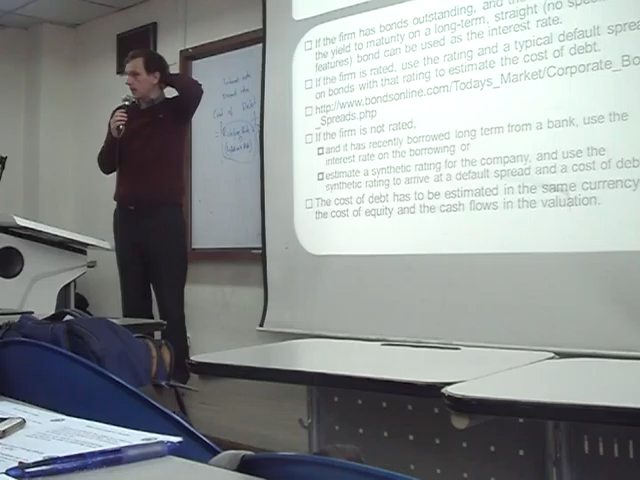 If the firm has bonds outstanding, and the
the yield to maturity on a long-term, straight (no spec
features) bond can be used as the interest rate.
If the firm is rated, use the rating and a typical default sprea
on bonds with that rating to estimate the cost of debt.
http://www.bondsonline.com/Todays_Market/Corporate_Bo
_Spreads.php
If the firm is not rated,
and it has recently borrowed long term from a bank, use the
interest rate on the borrowing or
estimate a synthetic rating for the company, and use the
synthetic rating to arrive at a default spread and a cost of debt
The cost of debt has to be estimated in the same currency
the cost of equity and the cash flows in the valuation.
Cost of Debt